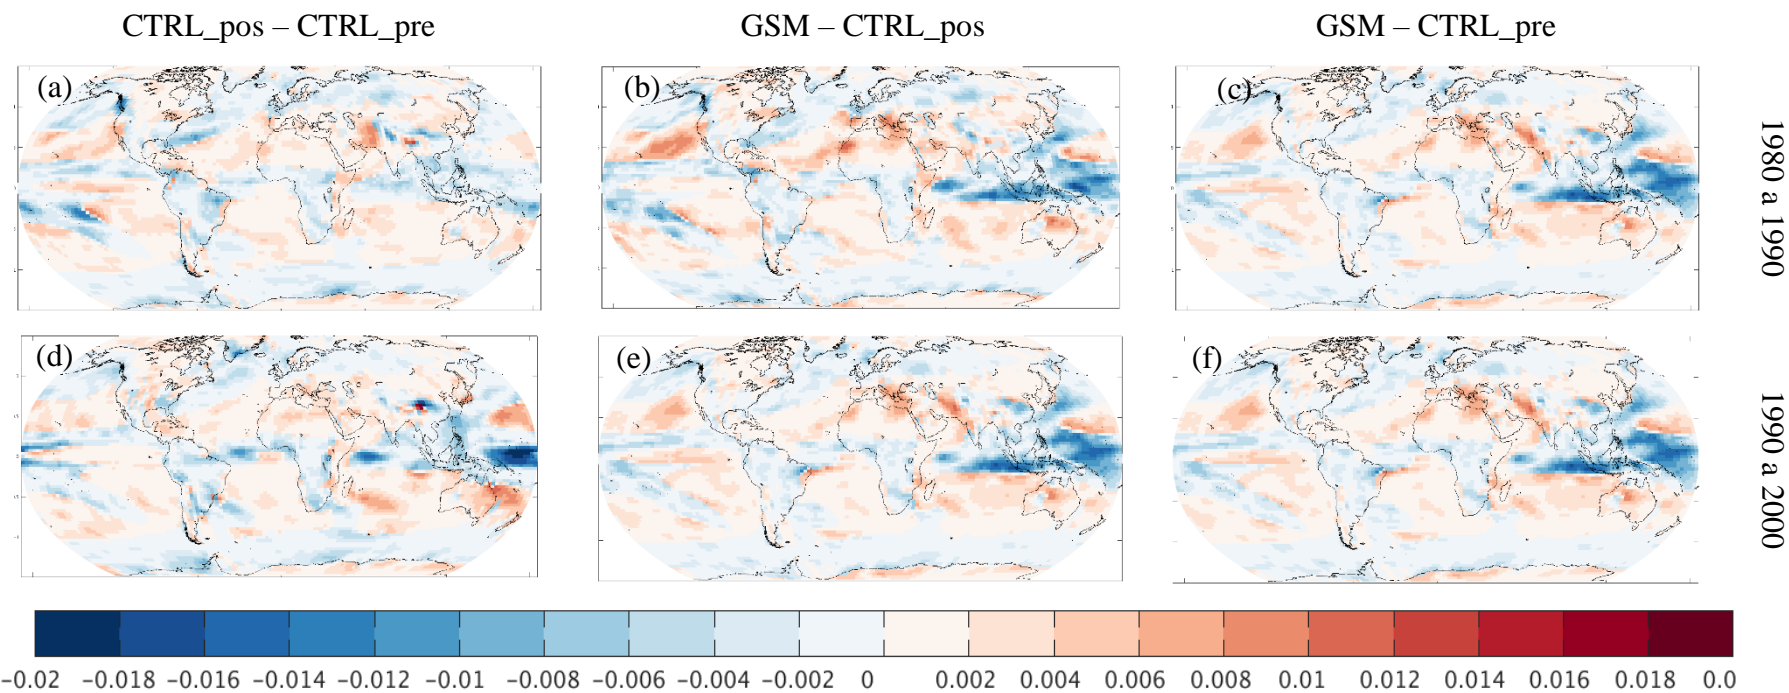 CTRL_pos – CTRL_pre GSM – CTRL_pos GSM – CTRL_pre
(a) (b) (c)
1980 a 1990
(d) (e) (f)
1990 a 2000
-0.02 -0.018 -0.016 -0.014 -0.012 -0.01 -0.008 -0.006 -0.004 -0.002 0 0.002 0.004 0.006 0.008 0.01 0.012 0.014 0.016 0.018 0.0